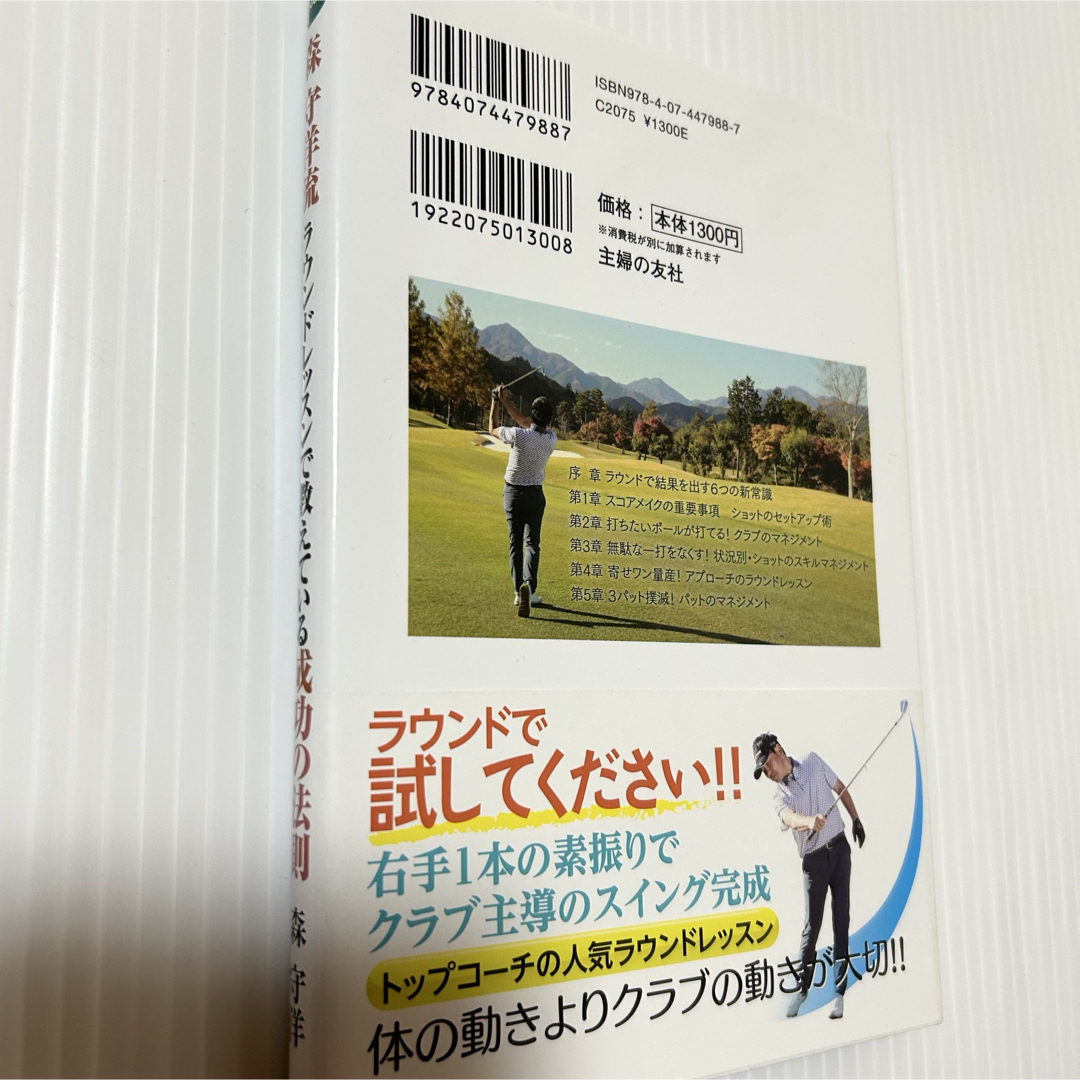 森 守洋流 ラウンドレッスンで教えている成功の法則 森 守洋
9784074479887
ISBN978-4-07-447988-7
C2075 ¥1300E
1922075013008
価格：本体1300円
※消費税が別に加算されます
主婦の友社
序 章 ラウンドで結果を出す6つの新常識
第1章 スコアメイクの重要事項 ショットのセットアップ術
第2章 打ちたいボールが打てる! クラブのマネジメント
第3章 無駄な一打をなくす! 状況別・ショットのスキルマネジメント
第4章 寄せワン量産! アプローチのラウンドレッスン
第5章 3パット撲滅! パットのマネジメント
ラウンドで
試してください!!
右手1本の素振りで
クラブ主導のスイング完成
トップコーチの人気ラウンドレッスン
体の動きよりクラブの動きが大切!!